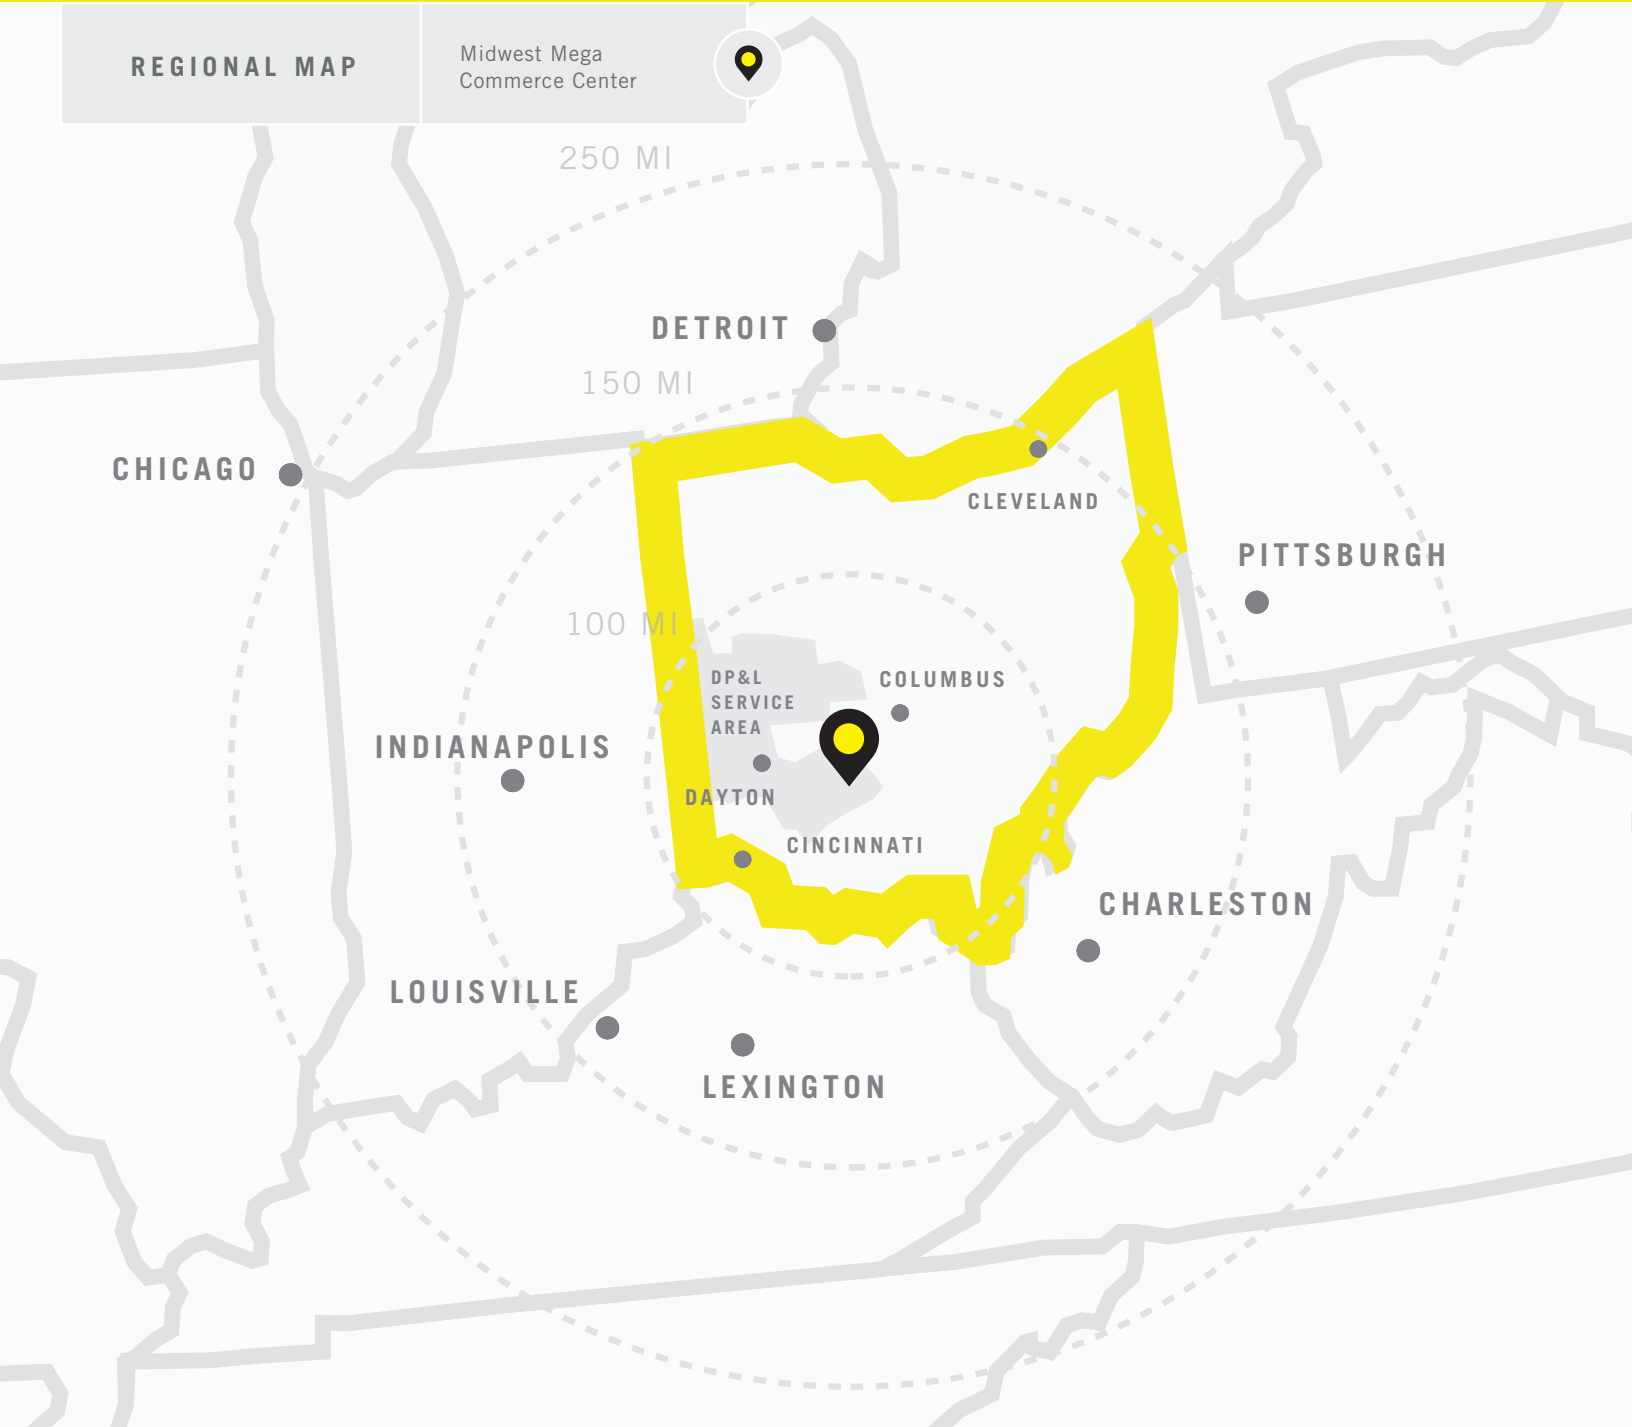 REGIONAL MAP
Midwest Mega
Commerce Center
250 MI
DETROIT
150 MI
CHICAGO
CLEVELAND
PITTSBURGH
100 MI
DP&L
SERVICE
AREA
COLUMBUS
INDIANAPOLIS
DAYTON
CINCINNATI
CHARLESTON
LOUISVILLE
LEXINGTON